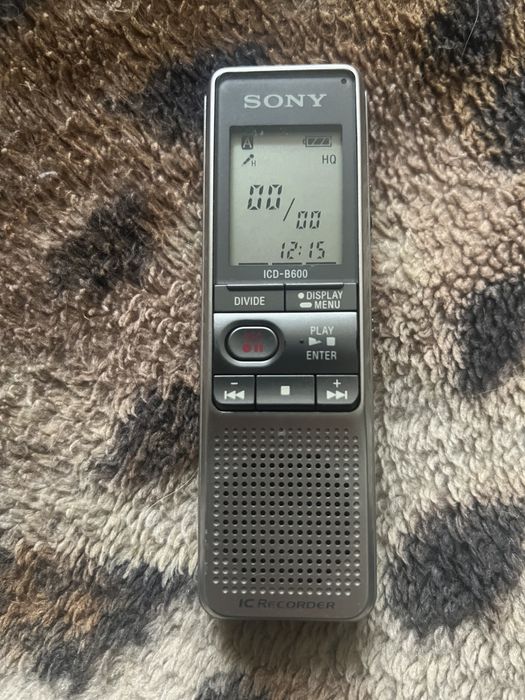 SONY
A
H HQ
00/00
12:15
ICD-B600
DIVIDE DISPLAY
MENU
PLAY
ENTER
− +
IC RECORDER